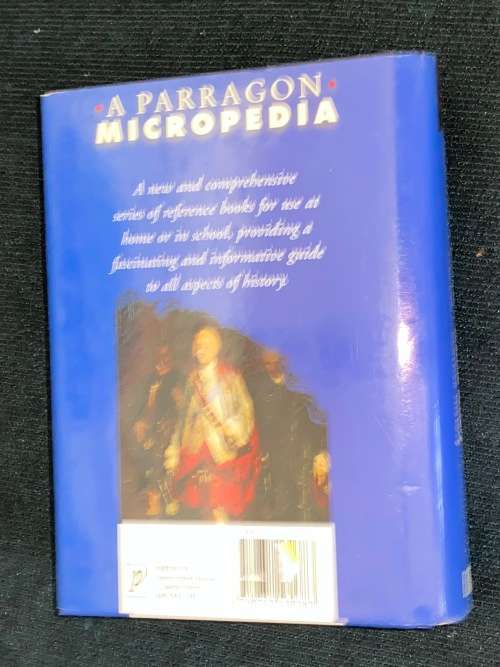 • A PARRAGON •
MICROPEDIA
A new and comprehensive
series of reference books for use at
home or in school, providing a
fascinating and informative guide
to all aspects of history.